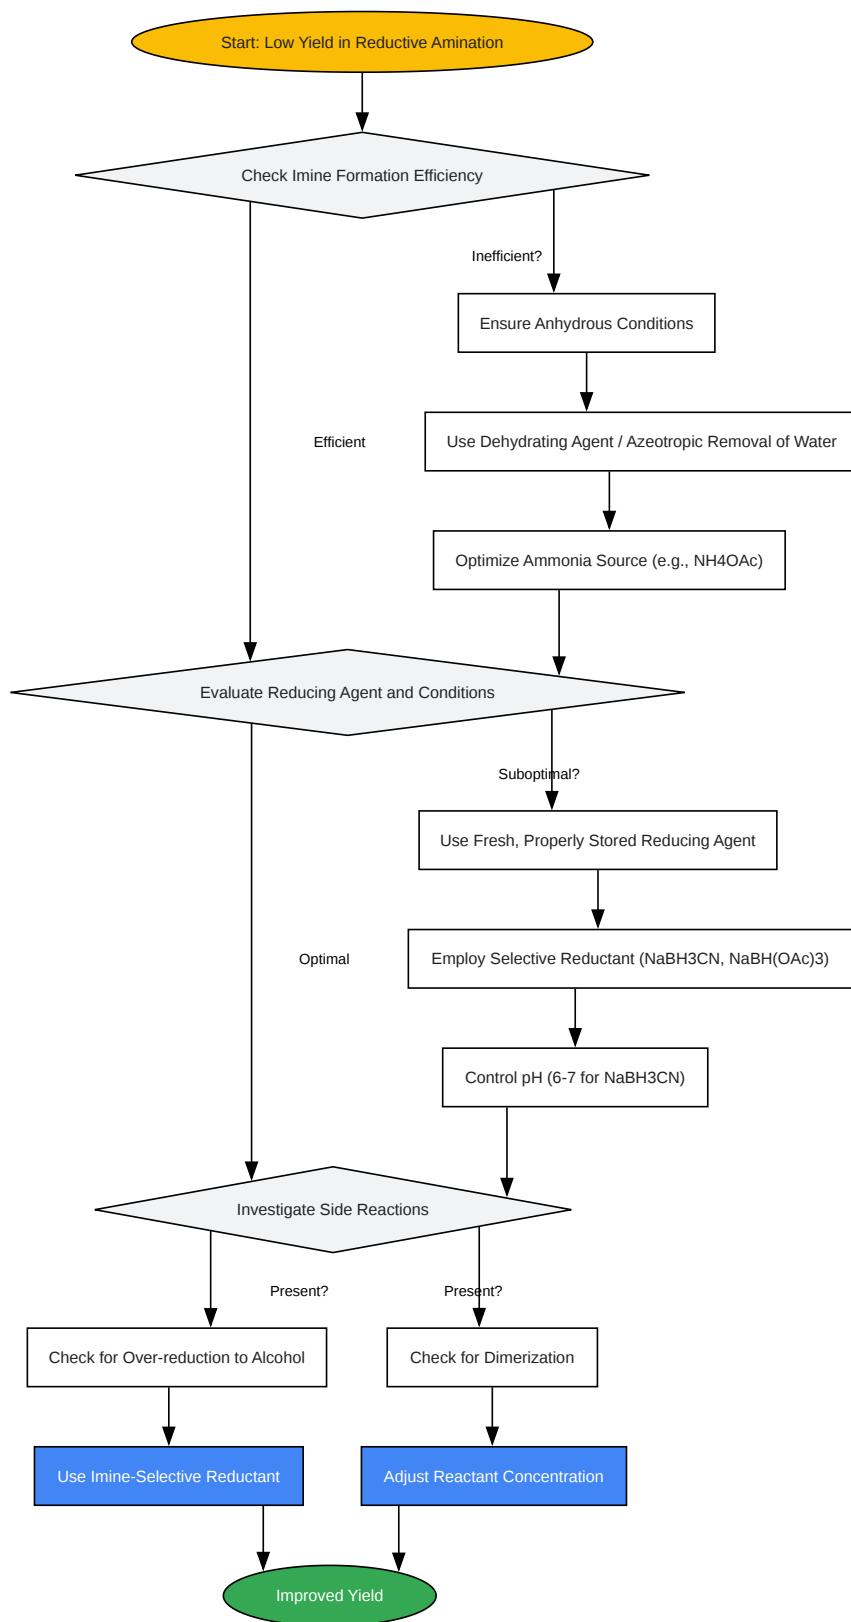 Start: Low Yield in Reductive Amination
Check Imine Formation Efficiency
Inefficient?
Ensure Anhydrous Conditions
Efficient
Use Dehydrating Agent / Azeotropic Removal of Water
Optimize Ammonia Source (e.g., NH4OAc)
Evaluate Reducing Agent and Conditions
Suboptimal?
Use Fresh, Properly Stored Reducing Agent
Optimal
Employ Selective Reductant (NaBH3CN, NaBH(OAc)3)
Control pH (6-7 for NaBH3CN)
Investigate Side Reactions
Present?
Present?
Check for Over-reduction to Alcohol
Check for Dimerization
Use Imine-Selective Reductant
Adjust Reactant Concentration
Improved Yield